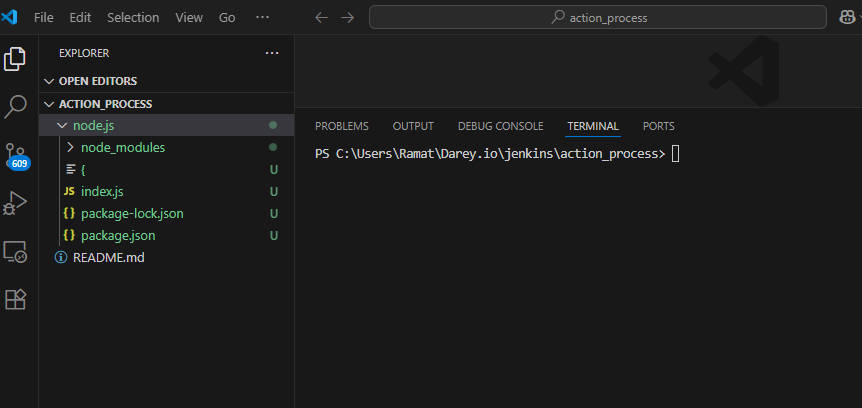 File Edit Selection View Go ··· action_process
EXPLORER ···
OPEN EDITORS
ACTION_PROCESS
node.js
node_modules
{ U
JS index.js U
{} package-lock.json U
{} package.json U
README.md
609
PROBLEMS OUTPUT DEBUG CONSOLE TERMINAL PORTS
PS C:\Users\Ramat\Darey.io\jenkins\action_process>